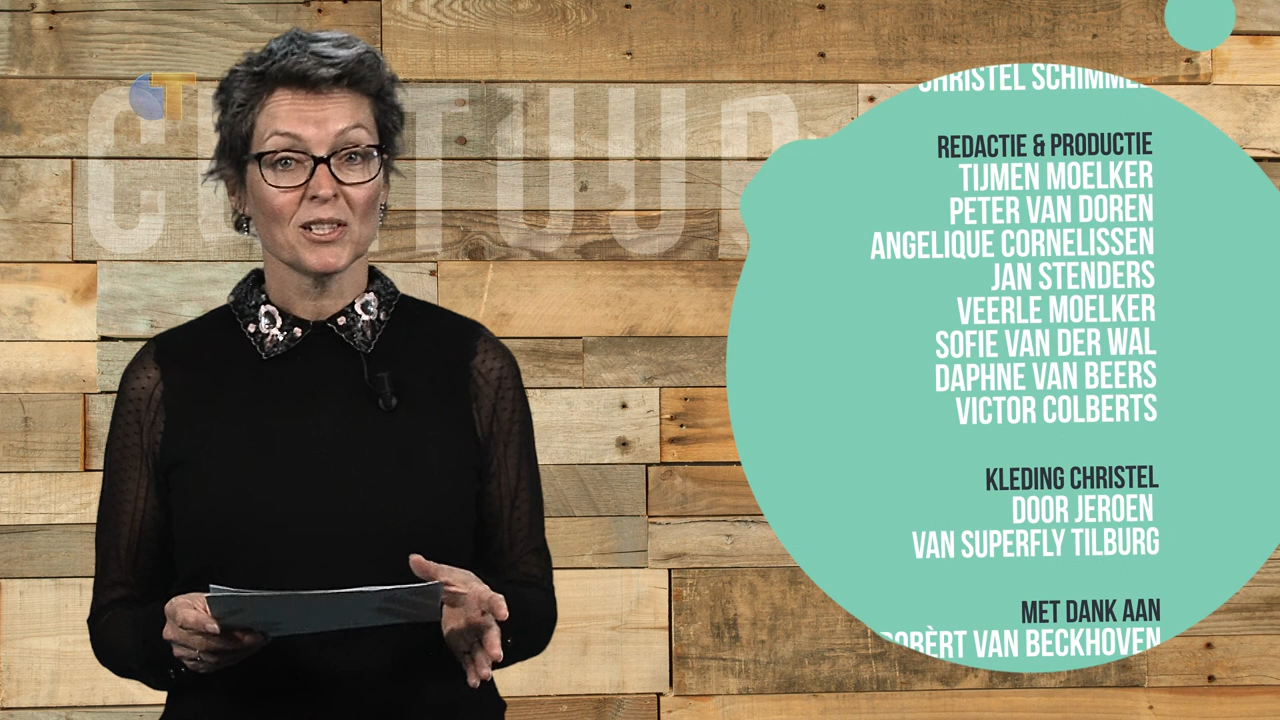 CULTUUR
T
CHRISTEL SCHIMMEL
REDACTIE & PRODUCTIE
TIJMEN MOELKER
PETER VAN DOREN
ANGELIQUE CORNELISSEN
JAN STENDERS
VEERLE MOELKER
SOFIE VAN DER WAL
DAPHNE VAN BEERS
VICTOR COLBERTS
KLEDING CHRISTEL
DOOR JEROEN
VAN SUPERFLY TILBURG
MET DANK AAN
ROBÈRT VAN BECKHOVEN